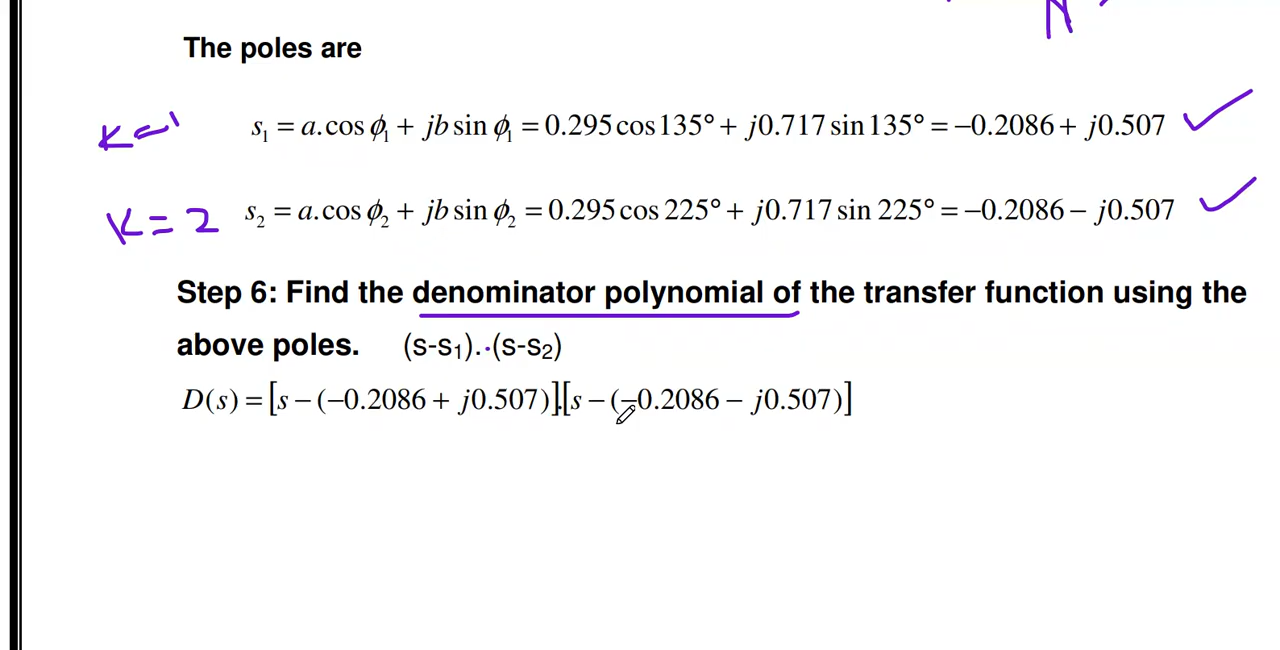 The poles are
K=1 s₁ = a.cos ϕ₁ + jb sin ϕ₁ = 0.295 cos 135° + j0.717 sin 135° = −0.2086 + j0.507 ✓
K=2 s₂ = a.cos ϕ₂ + jb sin ϕ₂ = 0.295 cos 225° + j0.717 sin 225° = −0.2086 − j0.507 ✓
Step 6: Find the denominator polynomial of the transfer function using the
above poles. (s-s₁).·(s-s₂)
D(s) = [s − (−0.2086 + j0.507)].[s − (−0.2086 − j0.507)]